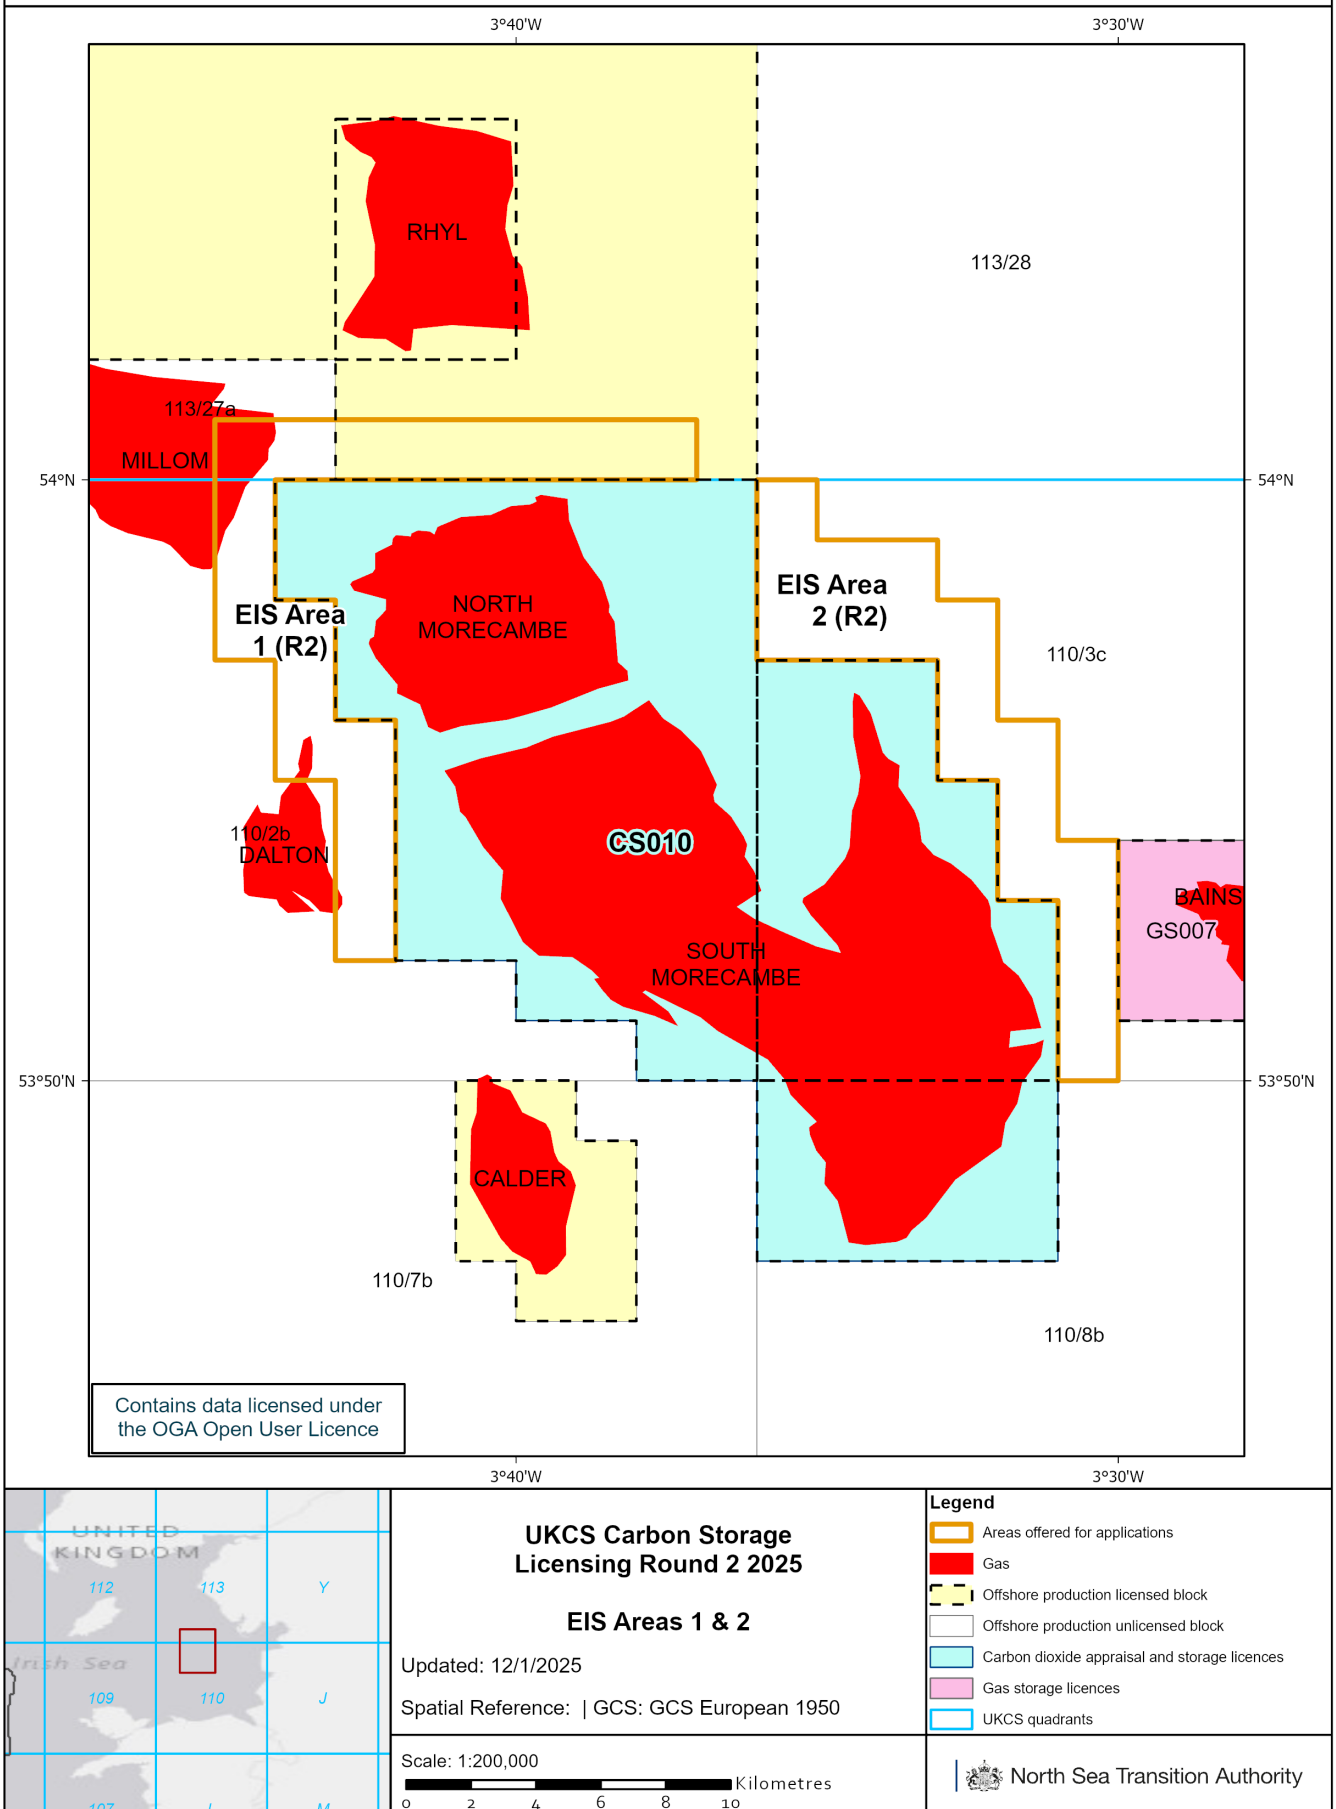 3°40'W
3°30'W
RHYL
113/28
113/27a
MILLOM
54°N
54°N
EIS Area
1 (R2)
NORTH
MORECAMBE
EIS Area
2 (R2)
110/3c
110/2b
DALTON
CS010
BAINS
GS007
SOUTH
MORECAMBE
53°50'N
53°50'N
CALDER
110/7b
110/8b
Contains data licensed under
the OGA Open User Licence
3°40'W
3°30'W
UNITED
KINGDOM
112
113
Y
Irish Sea
109
110
J
107
UKCS Carbon Storage
Licensing Round 2 2025
EIS Areas 1 & 2
Updated: 12/1/2025
Spatial Reference: | GCS: GCS European 1950
Scale: 1:200,000
Kilometres
0 2 4 6 8 10
Legend
Areas offered for applications
Gas
Offshore production licensed block
Offshore production unlicensed block
Carbon dioxide appraisal and storage licences
Gas storage licences
UKCS quadrants
North Sea Transition Authority